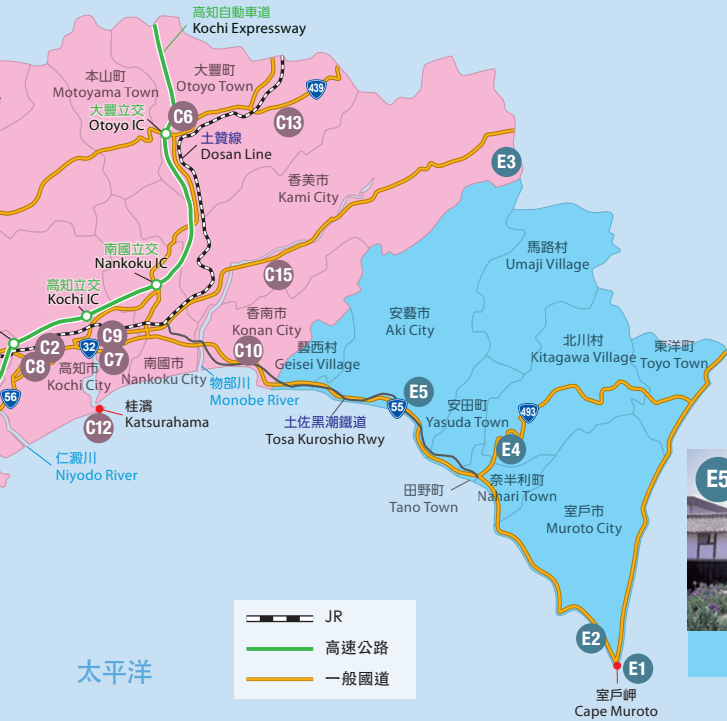 高知自動車道
Kochi Expressway
本山町
Motoyama Town
大豐町
Otoyo Town
439
大豐立交
Otoyo IC
C6
C13
土贊線
Dosan Line
E3
香美市
Kami City
馬路村
Umaji Village
南國立交
Nankoku IC
C15
高知立交
Kochi IC
香南市
Konan City
安藝市
Aki City
北川村
Kitagawa Village
東洋町
Toyo Town
C9
C2
32
C7
C8
C10
藝西村
Geisei Village
高知市
Kochi City
南國市
Nankoku City
物部川
Monobe River
E5
56
55
桂濱
Katsurahama
C12
土佐黑潮鐵道
Tosa Kuroshio Rwy
安田町
Yasuda Town
493
E4
仁澱川
Niyodo River
田野町
Tano Town
奈半利町
Nahari Town
E5
室戶市
Muroto City
JR
高速公路
一般國道
太平洋
E2
E1
室戶岬
Cape Muroto